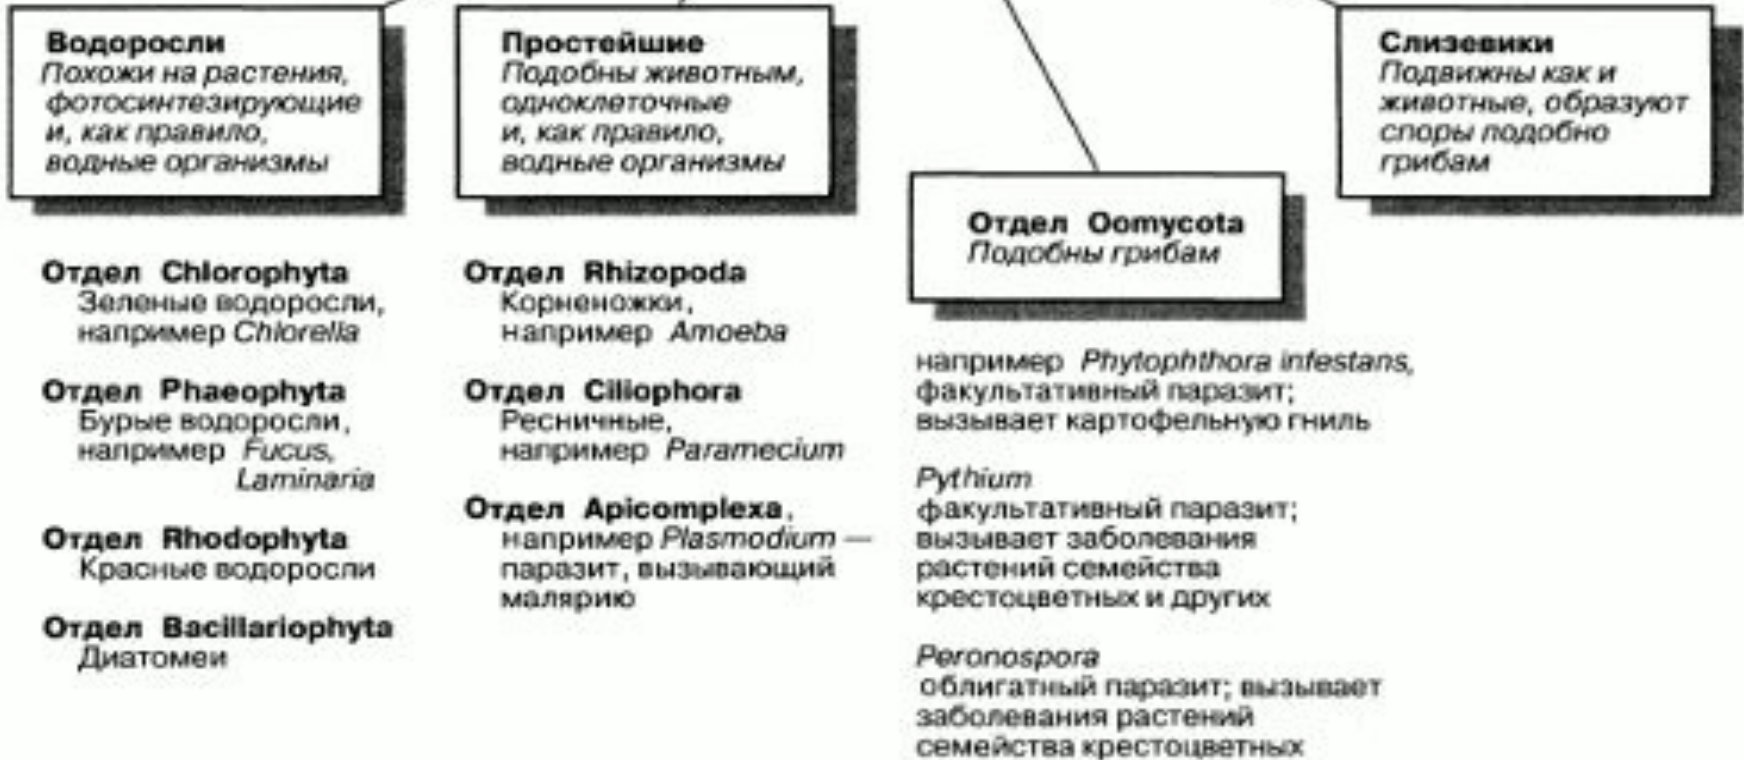 Водоросли
Похожи на растения,
фотосинтезирующие
и, как правило,
водные организмы
Отдел Chlorophyta
Зеленые водоросли,
например Chlorella
Отдел Phaeophyta
Бурые водоросли,
например Fucus,
Laminaria
Отдел Rhodophyta
Красные водоросли
Отдел Bacillariophyta
Диатомеи
Простейшие
Подобны животным,
одноклеточные
и, как правило,
водные организмы
Отдел Rhizopoda
Корненожки,
например Amoeba
Отдел Ciliophora
Ресничные,
например Paramecium
Отдел Apicomplexa,
например Plasmodium —
паразит, вызывающий
малярию
Отдел Oomycota
Подобны грибам
например Phytophthora infestans,
факультативный паразит;
вызывает картофельную гниль
Pythium
факультативный паразит;
вызывает заболевания
растений семейства
крестоцветных и других
Peronospora
облигатный паразит; вызывает
заболевания растений
семейства крестоцветных
Слизевики
Подвижны как и
животные, образуют
споры подобно
грибам